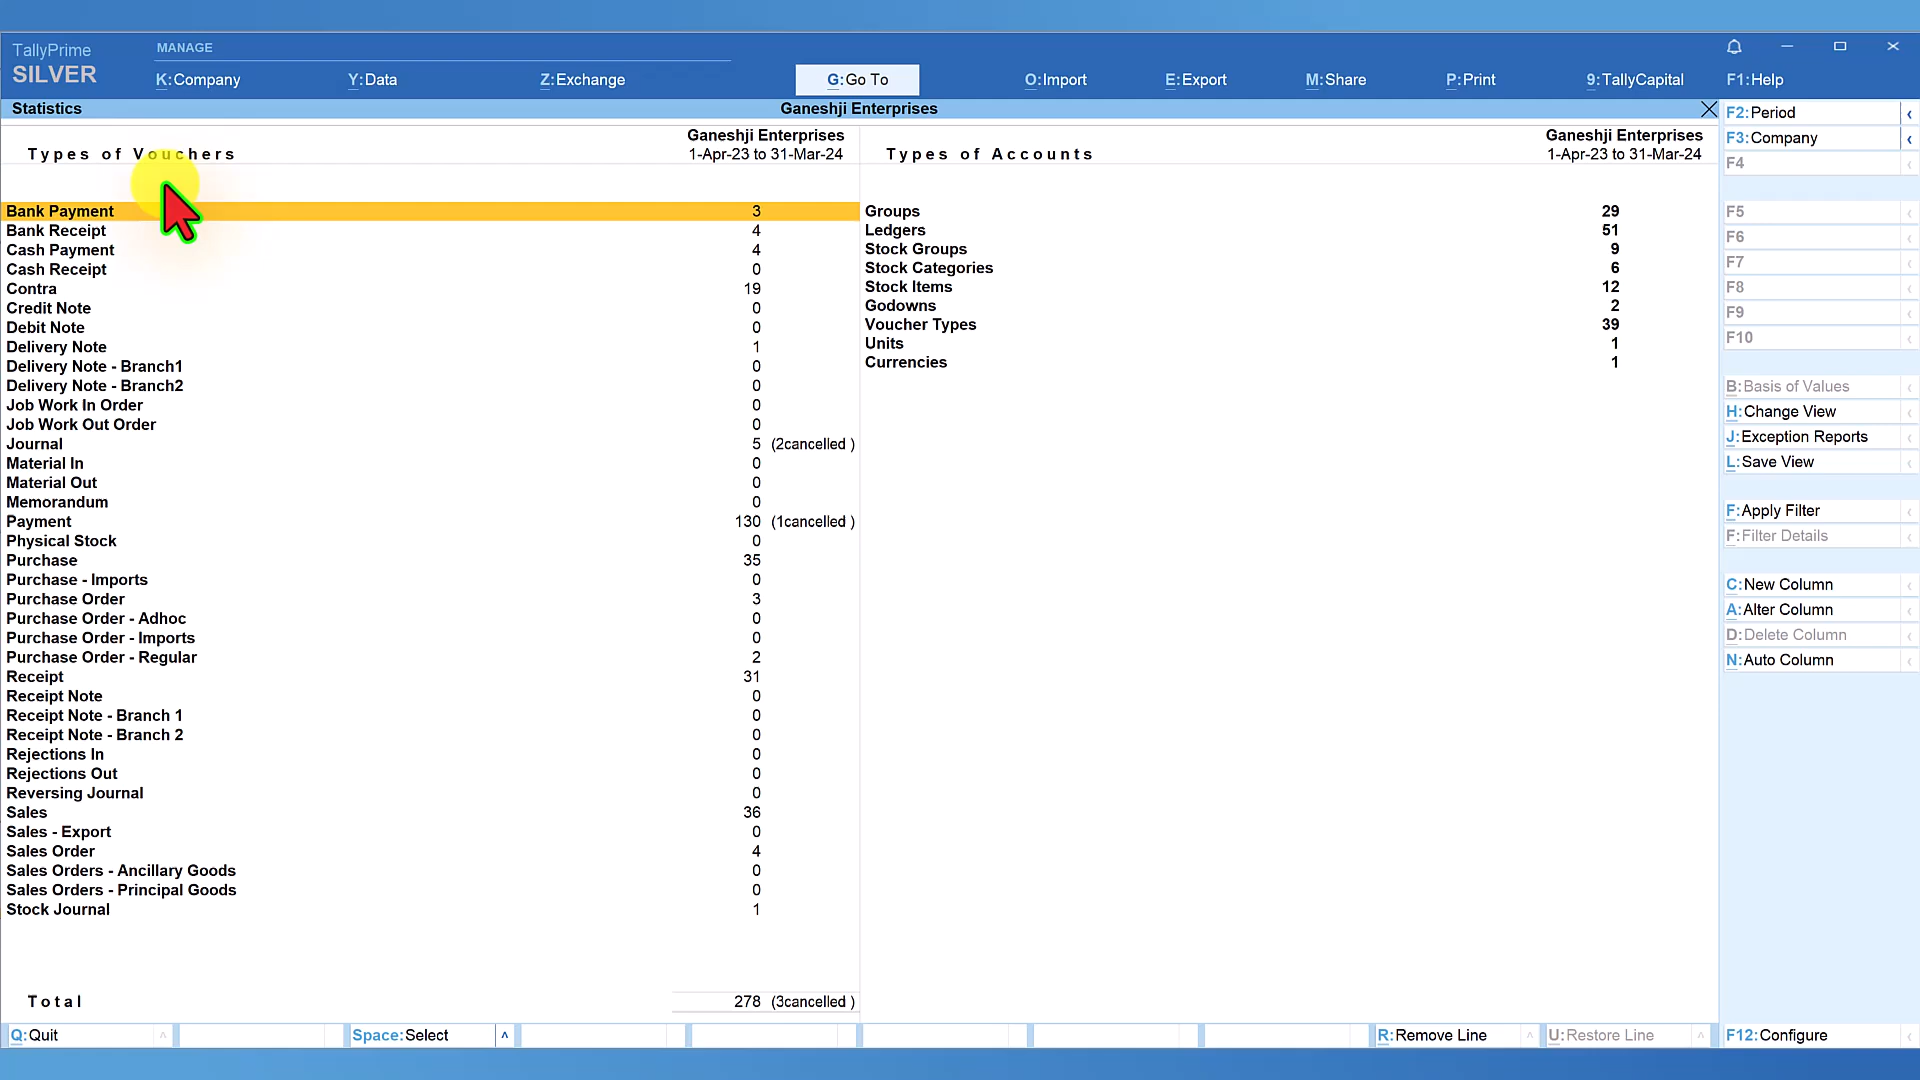 TallyPrime
SILVER
MANAGE
K:Company
Y:Data
Z:Exchange
G:Go To
O:Import
E:Export
M:Share
P:Print
9:TallyCapital
F1:Help
Statistics
Ganeshji Enterprises
Types of Vouchers
Ganeshji Enterprises
1-Apr-23 to 31-Mar-24
Bank Payment 3
Bank Receipt 4
Cash Payment 4
Cash Receipt 0
Contra 19
Credit Note 0
Debit Note 0
Delivery Note 1
Delivery Note - Branch1 0
Delivery Note - Branch2 0
Job Work In Order 0
Job Work Out Order 0
Journal 5 (2cancelled )
Material In 0
Material Out 0
Memorandum 0
Payment 130 (1cancelled )
Physical Stock 0
Purchase 35
Purchase - Imports 0
Purchase Order 3
Purchase Order - Adhoc 0
Purchase Order - Imports 0
Purchase Order - Regular 2
Receipt 31
Receipt Note 0
Receipt Note - Branch 1 0
Receipt Note - Branch 2 0
Rejections In 0
Rejections Out 0
Reversing Journal 0
Sales 36
Sales - Export 0
Sales Order 4
Sales Orders - Ancillary Goods 0
Sales Orders - Principal Goods 0
Stock Journal 1
Total 278 (3cancelled )
Types of Accounts
Ganeshji Enterprises
1-Apr-23 to 31-Mar-24
Groups 29
Ledgers 51
Stock Groups 9
Stock Categories 6
Stock Items 12
Godowns 2
Voucher Types 39
Units 1
Currencies 1
F2:Period
F3:Company
F4
F5
F6
F7
F8
F9
F10
B:Basis of Values
H:Change View
J:Exception Reports
L:Save View
F:Apply Filter
F:Filter Details
C:New Column
A:Alter Column
D:Delete Column
N:Auto Column
Q:Quit
Space:Select
R:Remove Line
U:Restore Line
F12:Configure